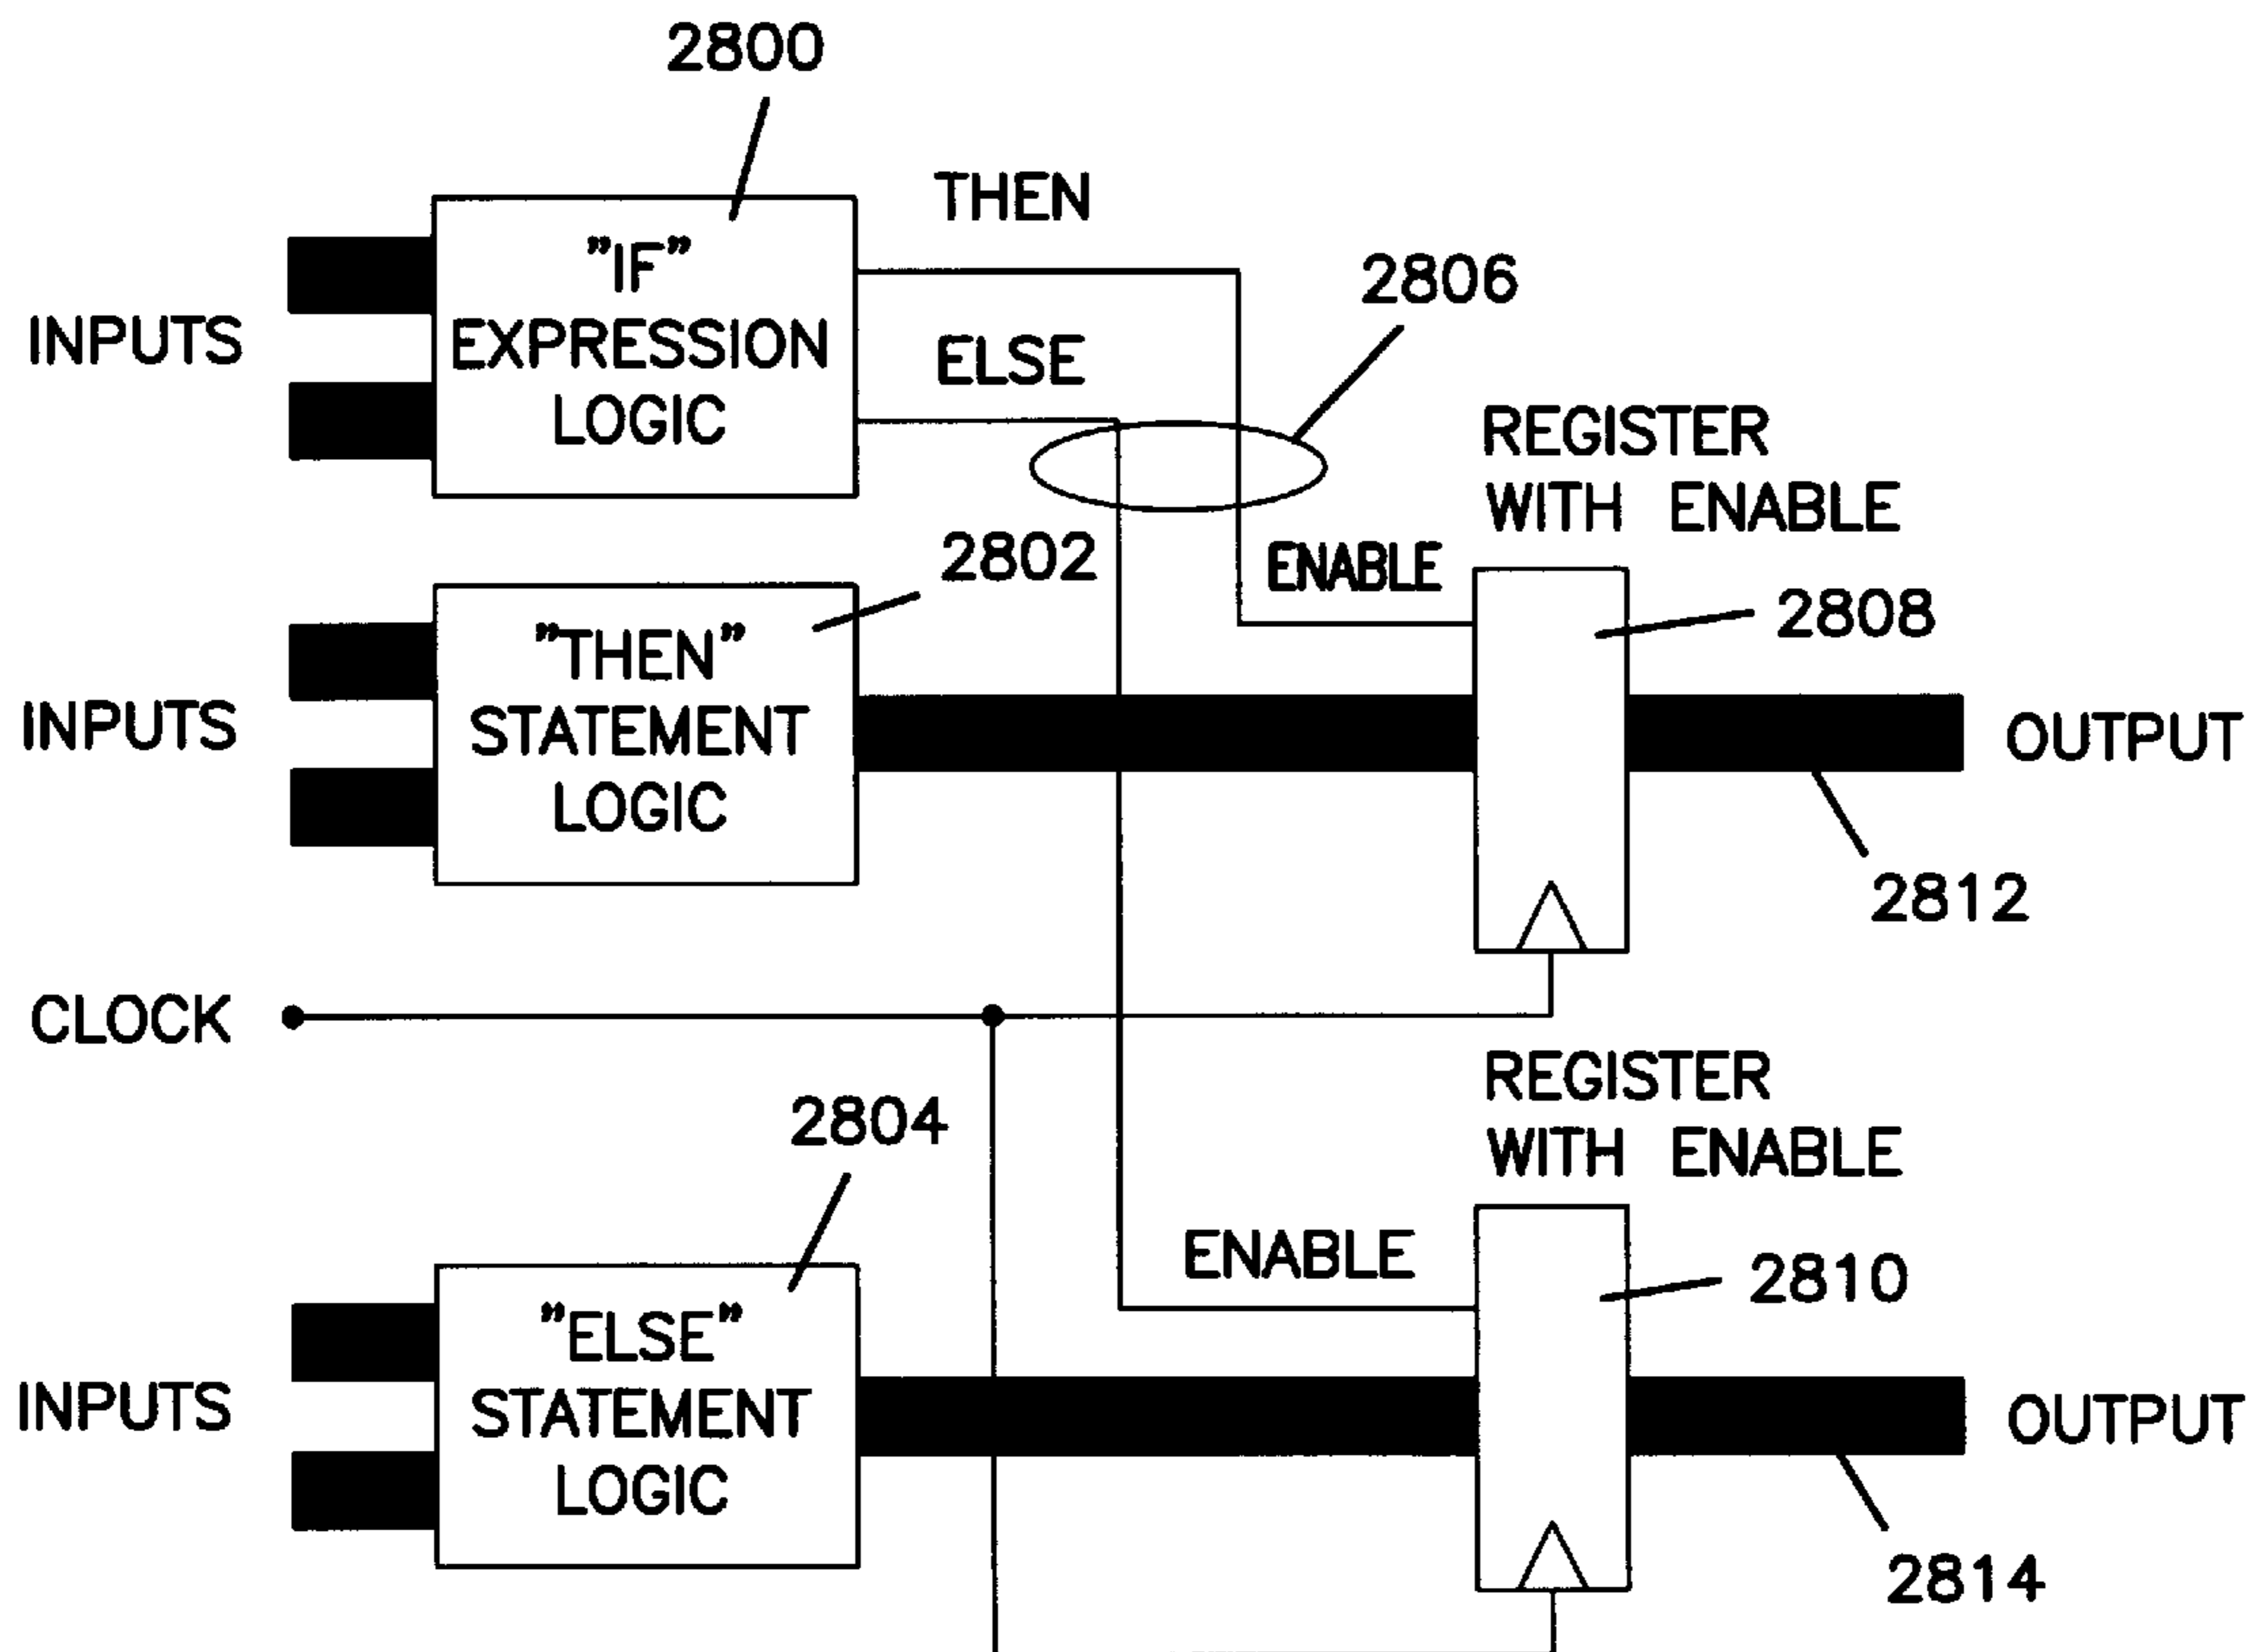 2800
THEN
"IF"
EXPRESSION
LOGIC
INPUTS
ELSE
2806
REGISTER
WITH ENABLE
2802
ENABLE
2808
"THEN"
STATEMENT
LOGIC
INPUTS
OUTPUT
2812
CLOCK
REGISTER
WITH ENABLE
2804
ENABLE
2810
"ELSE"
STATEMENT
LOGIC
INPUTS
OUTPUT
2814